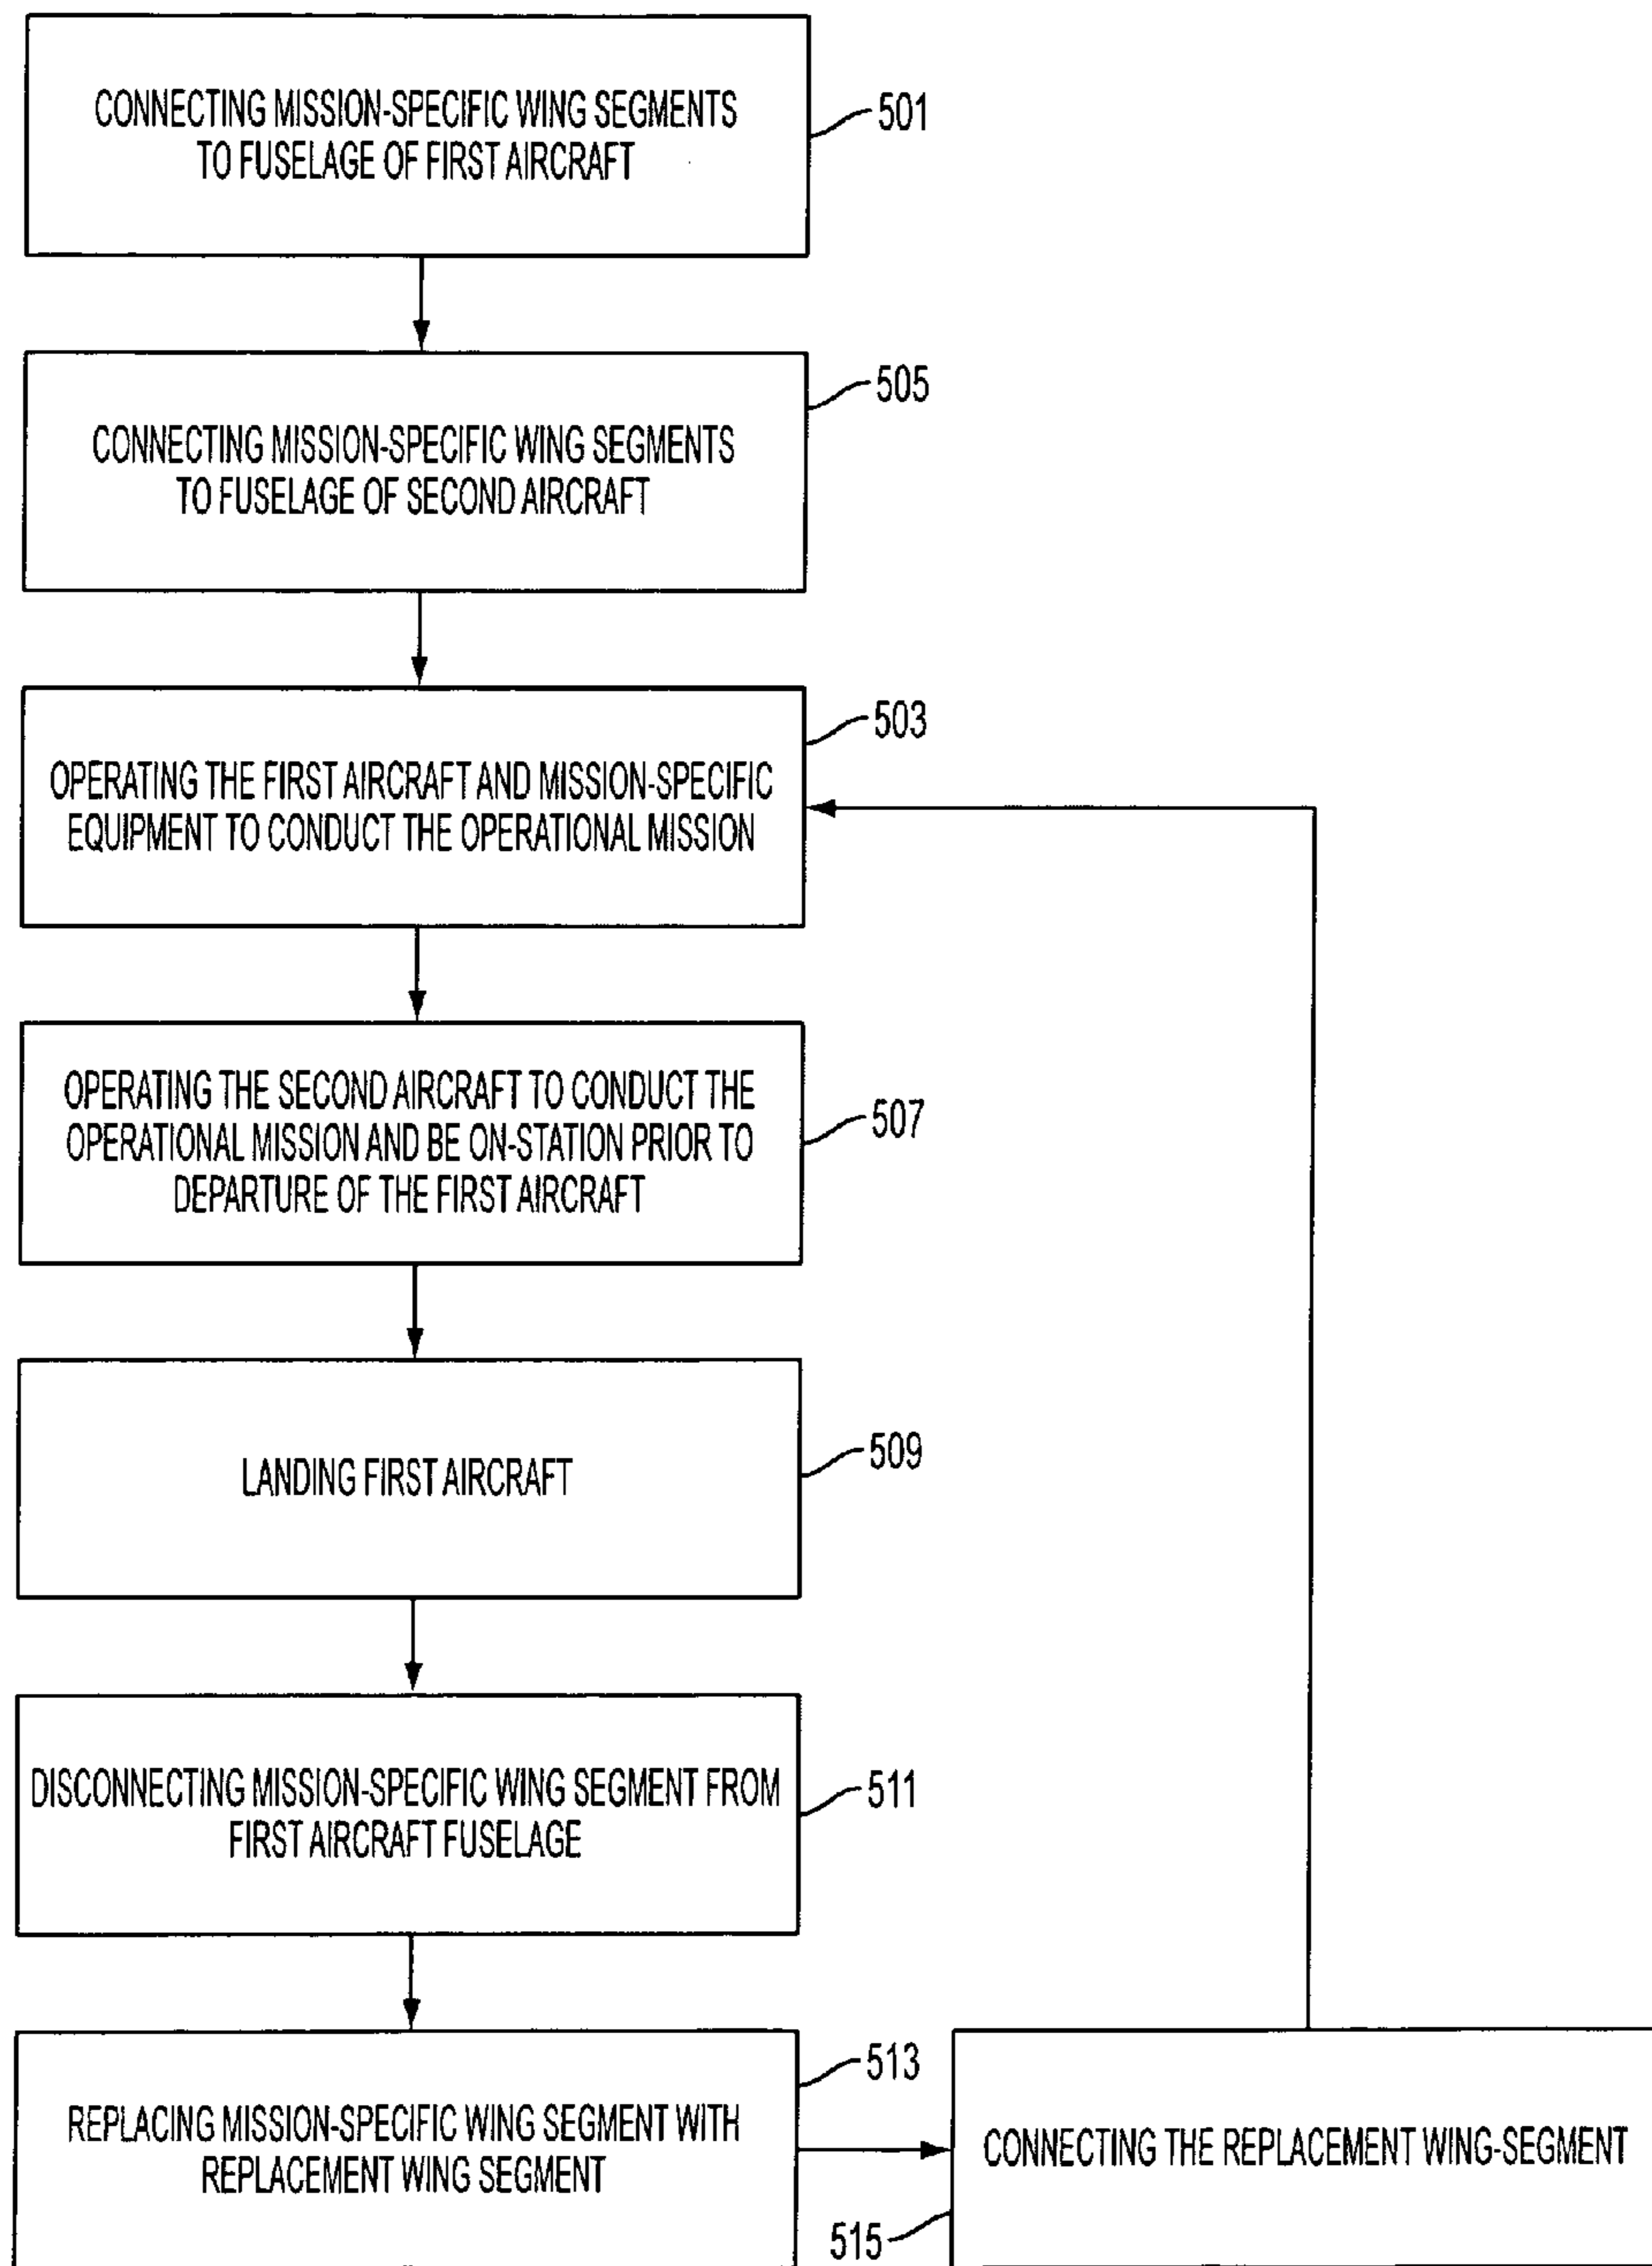 CONNECTING MISSION-SPECIFIC WING SEGMENTS
TO FUSELAGE OF FIRST AIRCRAFT
501
CONNECTING MISSION-SPECIFIC WING SEGMENTS
TO FUSELAGE OF SECOND AIRCRAFT
505
OPERATING THE FIRST AIRCRAFT AND MISSION-SPECIFIC
EQUIPMENT TO CONDUCT THE OPERATIONAL MISSION
503
OPERATING THE SECOND AIRCRAFT TO CONDUCT THE
OPERATIONAL MISSION AND BE ON-STATION PRIOR TO
DEPARTURE OF THE FIRST AIRCRAFT
507
LANDING FIRST AIRCRAFT
509
DISCONNECTING MISSION-SPECIFIC WING SEGMENT FROM
FIRST AIRCRAFT FUSELAGE
511
REPLACING MISSION-SPECIFIC WING SEGMENT WITH
REPLACEMENT WING SEGMENT
513
CONNECTING THE REPLACEMENT WING-SEGMENT
515